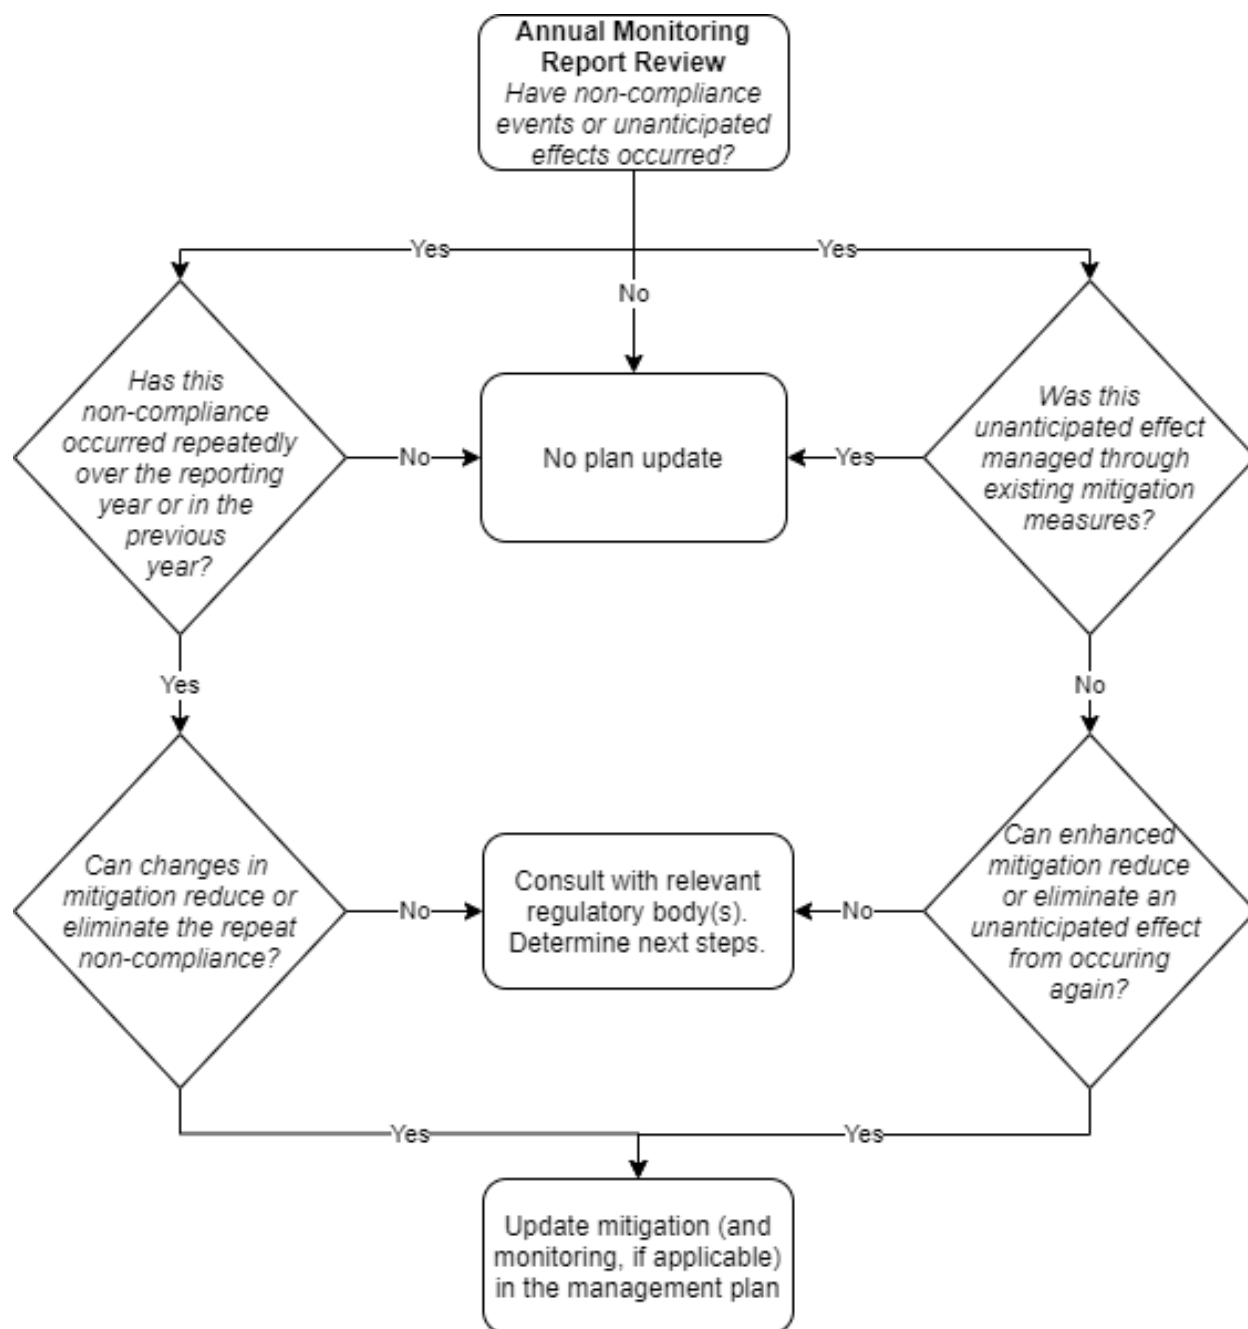 Annual Monitoring
Report Review
Have non-compliance
events or unanticipated
effects occurred?
Yes
Yes
No
Has this
non-compliance
occurred repeatedly
over the reporting
year or in the
previous
year?
No
No plan update
Yes
Was this
unanticipated effect
managed through
existing mitigation
measures?
Yes
No
Can changes in
mitigation reduce or
eliminate the repeat
non-compliance?
No
Consult with relevant
regulatory body(s).
Determine next steps.
No
Can enhanced
mitigation reduce
or eliminate an
unanticipated effect
from occuring
again?
Yes
Yes
Update mitigation (and
monitoring, if applicable)
in the management plan